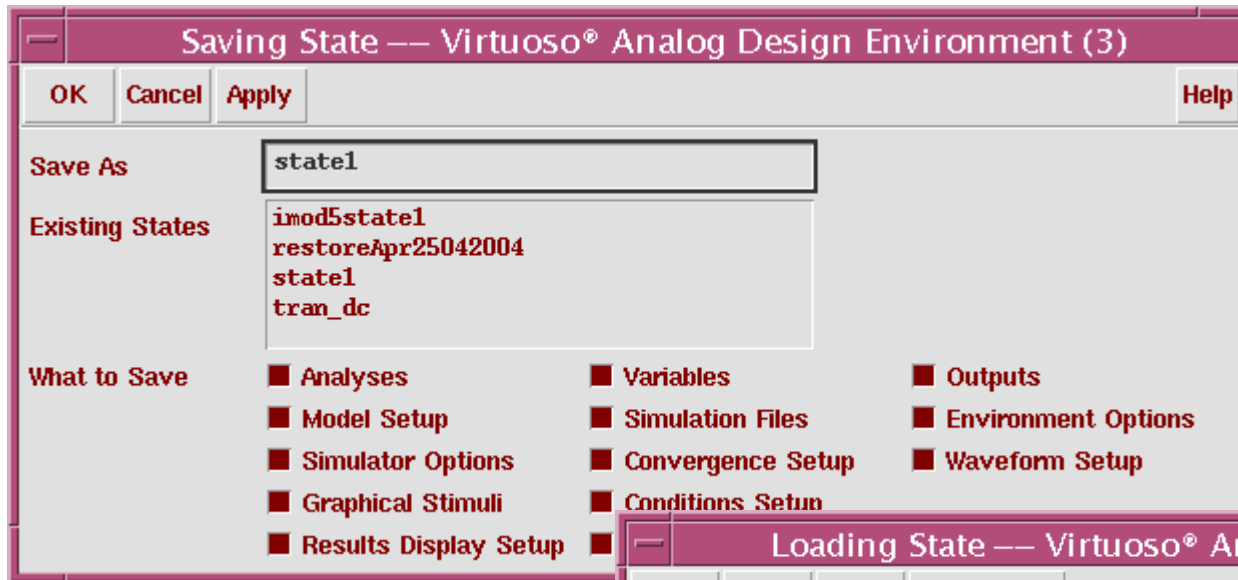 Saving State –– Virtuoso® Analog Design Environment (3)
OK Cancel Apply Help
Save As state1
Existing States imod5state1
restoreApr25042004
state1
tran_dc
What to Save Analyses Variables Outputs
Model Setup Simulation Files Environment Options
Simulator Options Convergence Setup Waveform Setup
Graphical Stimuli Conditions Setup
Results Display Setup
Loading State –– Virtuoso®